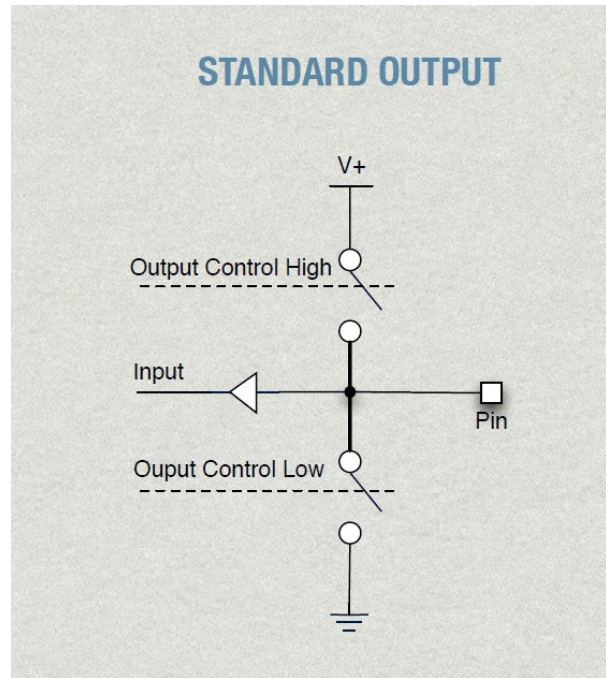 STANDARD OUTPUT
V+
Output Control High
Input
Pin
Ouput Control Low